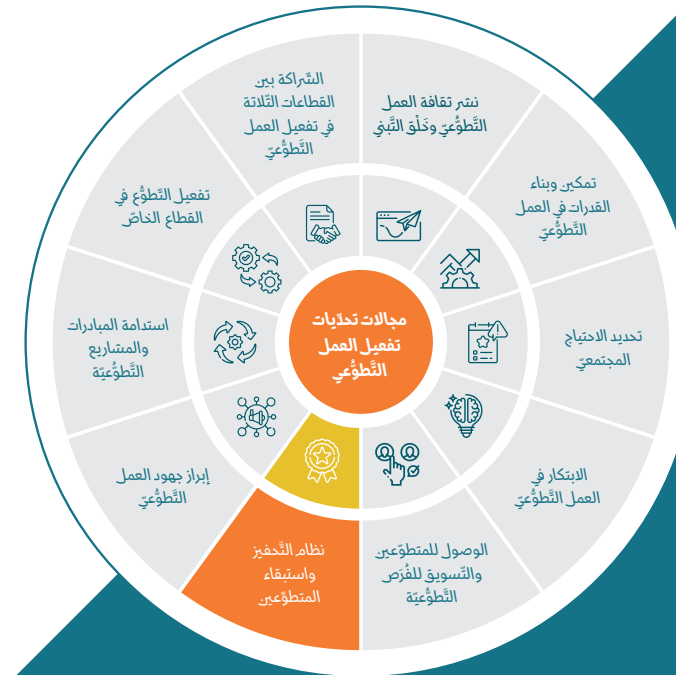 مجالات تحدّيات
تفعيل العمل
التَّطوُّعي
نشر ثقافة العمل
التَّطوُّعيّ وخَلْق التَّبني
تمكين وبناء
القدرات في العمل
التَّطوُّعيّ
تحديد الاحتياج
المجتمعيّ
الابتكار في
العمل التَّطوُّعيّ
الوصول للمتطوّعين
والتّسويق للفُرَص
التَّطوُّعيّة
نظام التَّحفيز
واستبقاء
المتطوّعين
إبراز جهود العمل
التَّطوُّعيّ
استدامة المبادرات
والمشاريع
التَّطوُّعيّة
تفعيل التّطوُّع في
القطاع الخاصّ
الشّراكة بين
القطاعات الثّلاثة
في تفعيل العمل
التَّطوُّعيّ